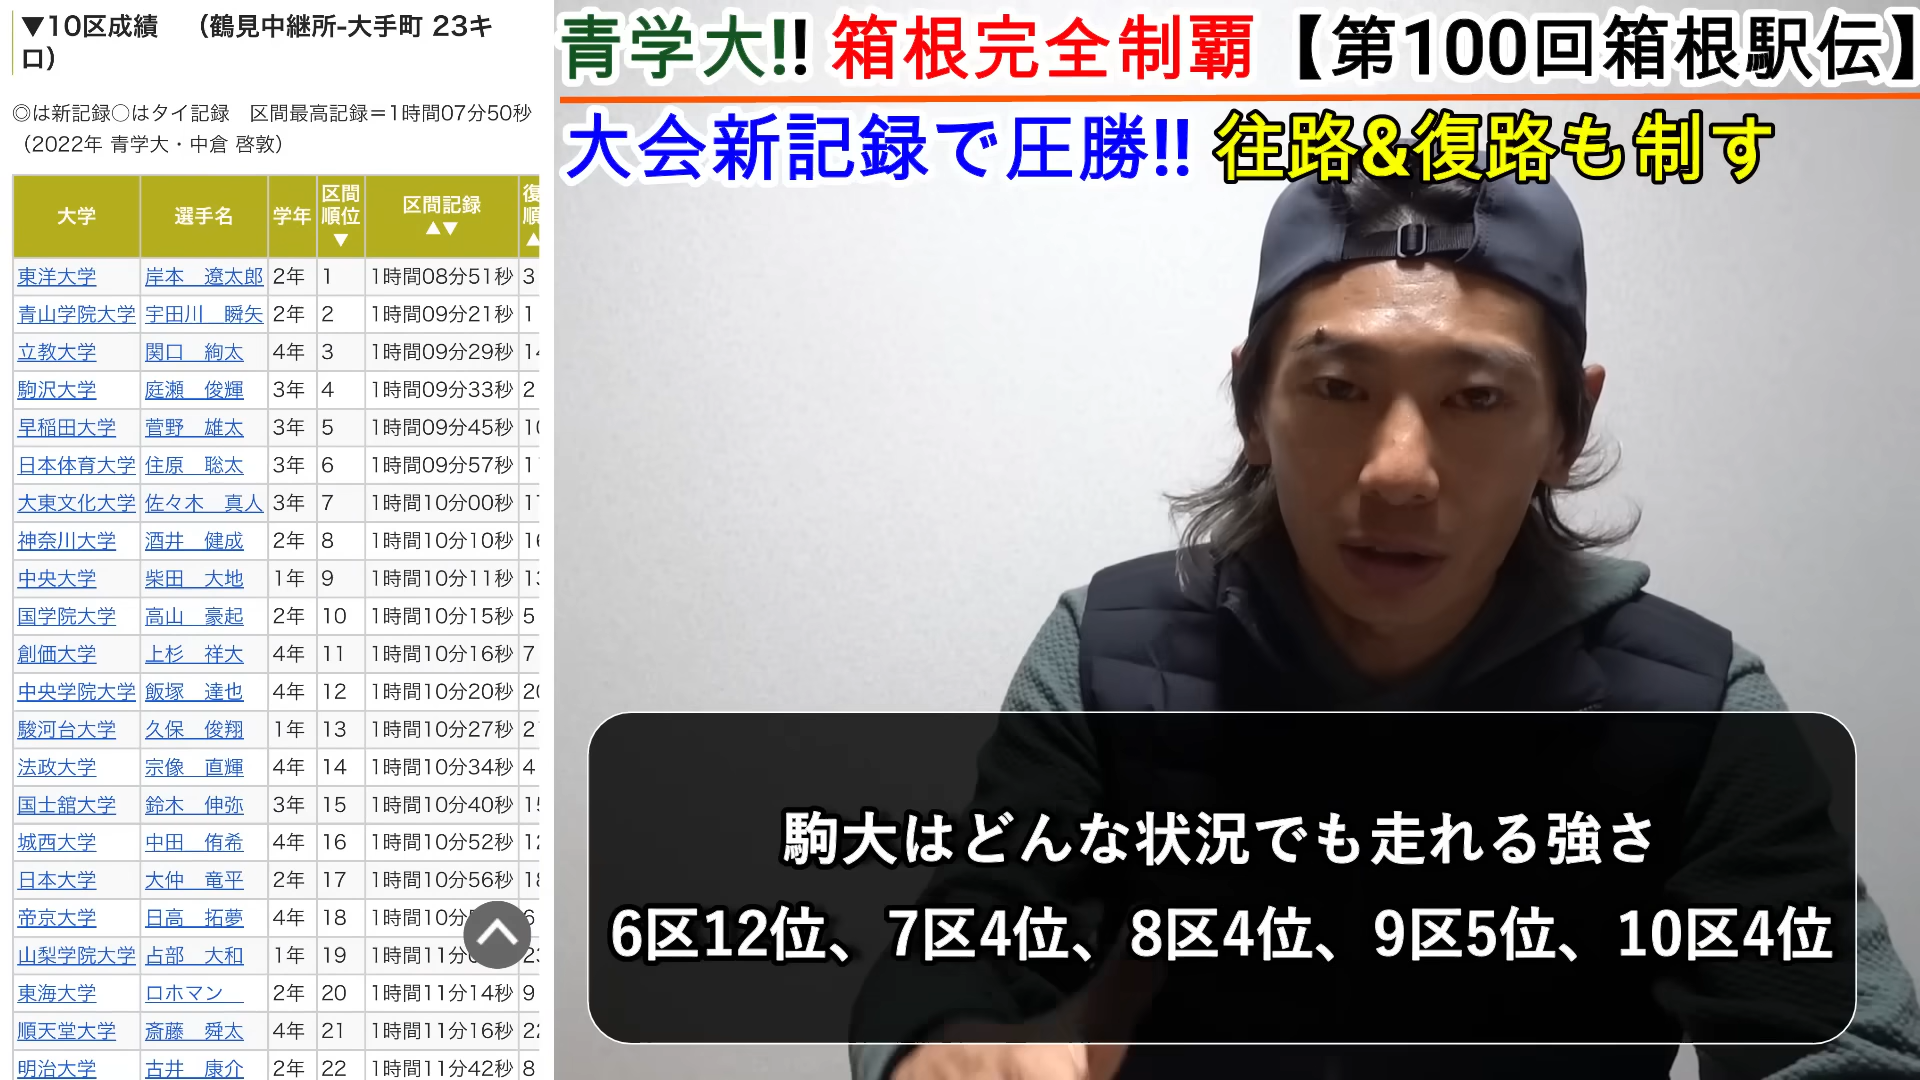 ▼10区成績　（鶴見中継所-大手町 23キ
ロ）
◎は新記録○はタイ記録　区間最高記録＝1時間07分50秒
（2022年 青学大・中倉 啓敦）
大学 選手名 学年 区間順位▼ 区間記録▲▼
東洋大学 岸本　遼太郎 2年 1 1時間08分51秒 3
青山学院大学 宇田川　瞬矢 2年 2 1時間09分21秒 1
立教大学 関口　絢太 4年 3 1時間09分29秒 14
駒沢大学 庭瀬　俊輝 3年 4 1時間09分33秒 2
早稲田大学 菅野　雄太 3年 5 1時間09分45秒 10
日本体育大学 住原　聡太 3年 6 1時間09分57秒
大東文化大学 佐々木　真人 3年 7 1時間10分00秒
神奈川大学 酒井　健成 2年 8 1時間10分10秒 16
中央大学 柴田　大地 1年 9 1時間10分11秒 13
国学院大学 高山　豪起 2年 10 1時間10分15秒 5
創価大学 上杉　祥大 4年 11 1時間10分16秒 7
中央学院大学 飯塚　達也 4年 12 1時間10分20秒 20
駿河台大学 久保　俊翔 1年 13 1時間10分27秒
法政大学 宗像　直輝 4年 14 1時間10分34秒 4
国士舘大学 鈴木　伸弥 3年 15 1時間10分40秒 15
城西大学 中田　侑希 4年 16 1時間10分52秒 12
日本大学 大仲　竜平 2年 17 1時間10分56秒 18
帝京大学 日高　拓夢 4年 18 1時間10分 6
山梨学院大学 占部　大和 1年 19 1時間11分 23
東海大学 ロホマン 2年 20 1時間11分14秒 9
順天堂大学 斎藤　舜太 4年 21 1時間11分16秒 22
明治大学 古井　康介 2年 22 1時間11分42秒 8
青学大!! 箱根完全制覇【第100回箱根駅伝】
大会新記録で圧勝!! 往路&復路も制す
駒大はどんな状況でも走れる強さ
6区12位、7区4位、8区4位、9区5位、10区4位